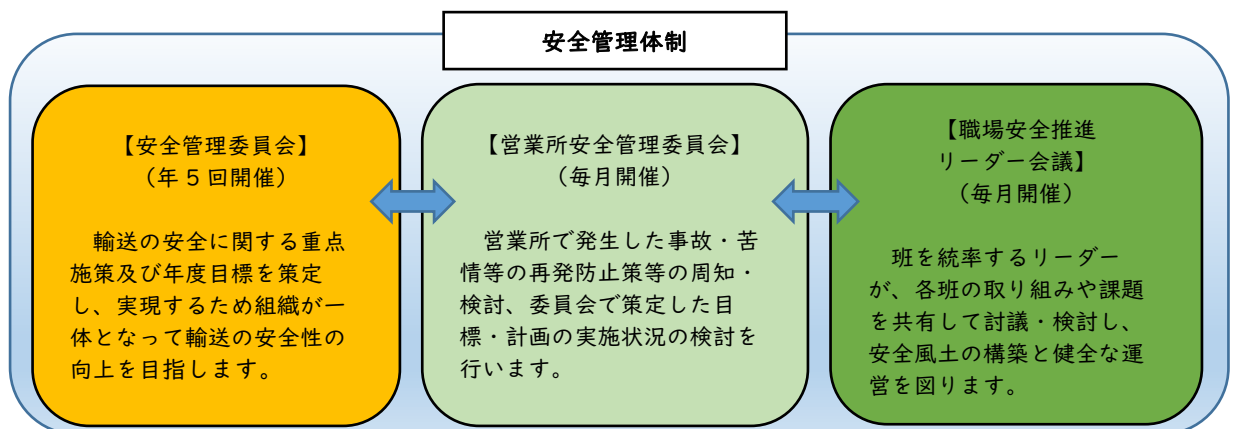 安全管理体制
【安全管理委員会】
（年５回開催）
輸送の安全に関する重点
施策及び年度目標を策定
し、実現するため組織が一
体となって輸送の安全性の
向上を目指します。
【営業所安全管理委員会】
（毎月開催）
営業所で発生した事故・苦
情等の再発防止策等の周知・
検討、委員会で策定した目
標・計画の実施状況の検討を
行います。
【職場安全推進
リーダー会議】
（毎月開催）
班を統率するリーダー
が、各班の取り組みや課題
を共有して討議・検討し、
安全風土の構築と健全な運
営を図ります。